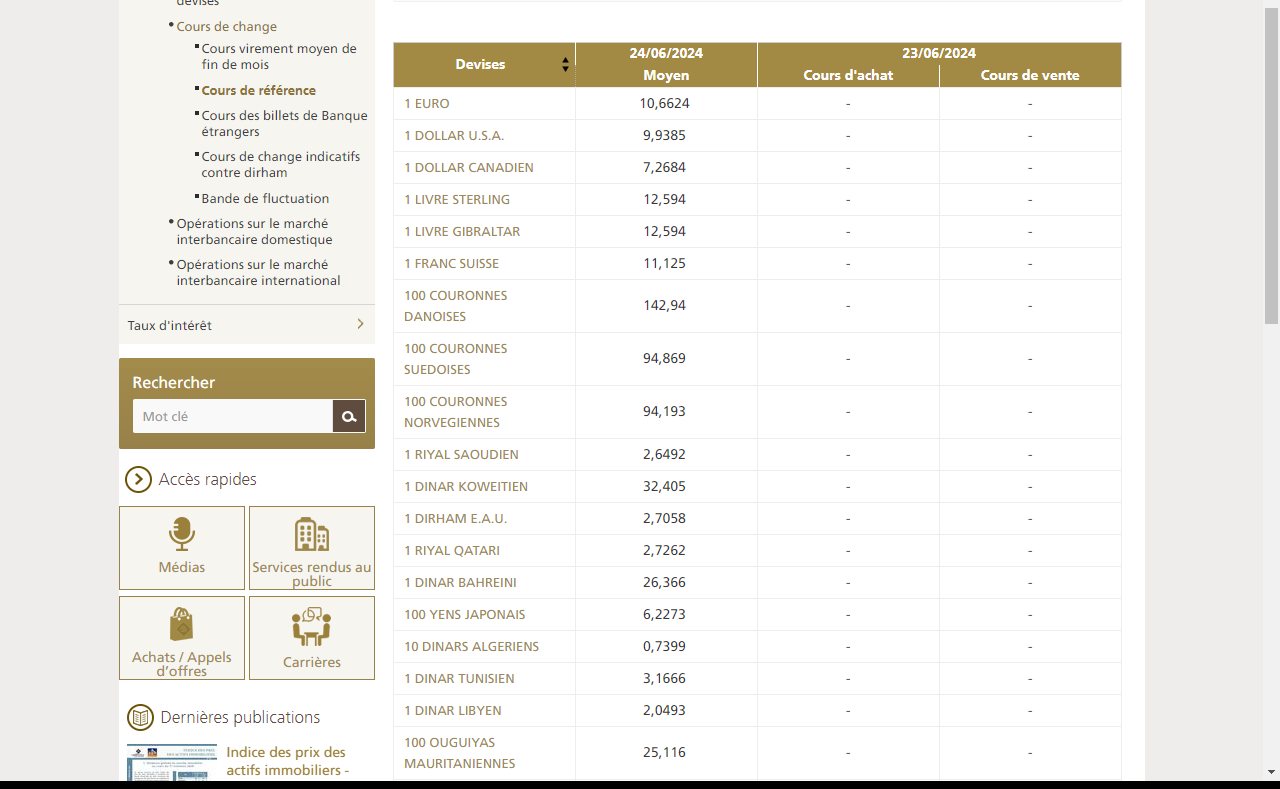 devises
Cours de change
Cours virement moyen de
fin de mois
Cours de référence
Cours des billets de Banque
étrangers
Cours de change indicatifs
contre dirham
Bande de fluctuation
Opérations sur le marché
interbancaire domestique
Opérations sur le marché
interbancaire international
Taux d'intérêt
Rechercher
Mot clé
Accès rapides
Médias
Services rendus au
public
Achats / Appels
d’offres
Carrières
Dernières publications
Indice des prix des
actifs immobiliers -
Devises 24/06/2024 23/06/2024
Moyen Cours d'achat Cours de vente
1 EURO 10,6624 - -
1 DOLLAR U.S.A. 9,9385 - -
1 DOLLAR CANADIEN 7,2684 - -
1 LIVRE STERLING 12,594 - -
1 LIVRE GIBRALTAR 12,594 - -
1 FRANC SUISSE 11,125 - -
100 COURONNES
DANOISES 142,94 - -
100 COURONNES
SUEDOISES 94,869 - -
100 COURONNES
NORVEGIENNES 94,193 - -
1 RIYAL SAOUDIEN 2,6492 - -
1 DINAR KOWEITIEN 32,405 - -
1 DIRHAM E.A.U. 2,7058 - -
1 RIYAL QATARI 2,7262 - -
1 DINAR BAHREINI 26,366 - -
100 YENS JAPONAIS 6,2273 - -
10 DINARS ALGERIENS 0,7399 - -
1 DINAR TUNISIEN 3,1666 - -
1 DINAR LIBYEN 2,0493 - -
100 OUGUIYAS
MAURITANIENNES 25,116 - -